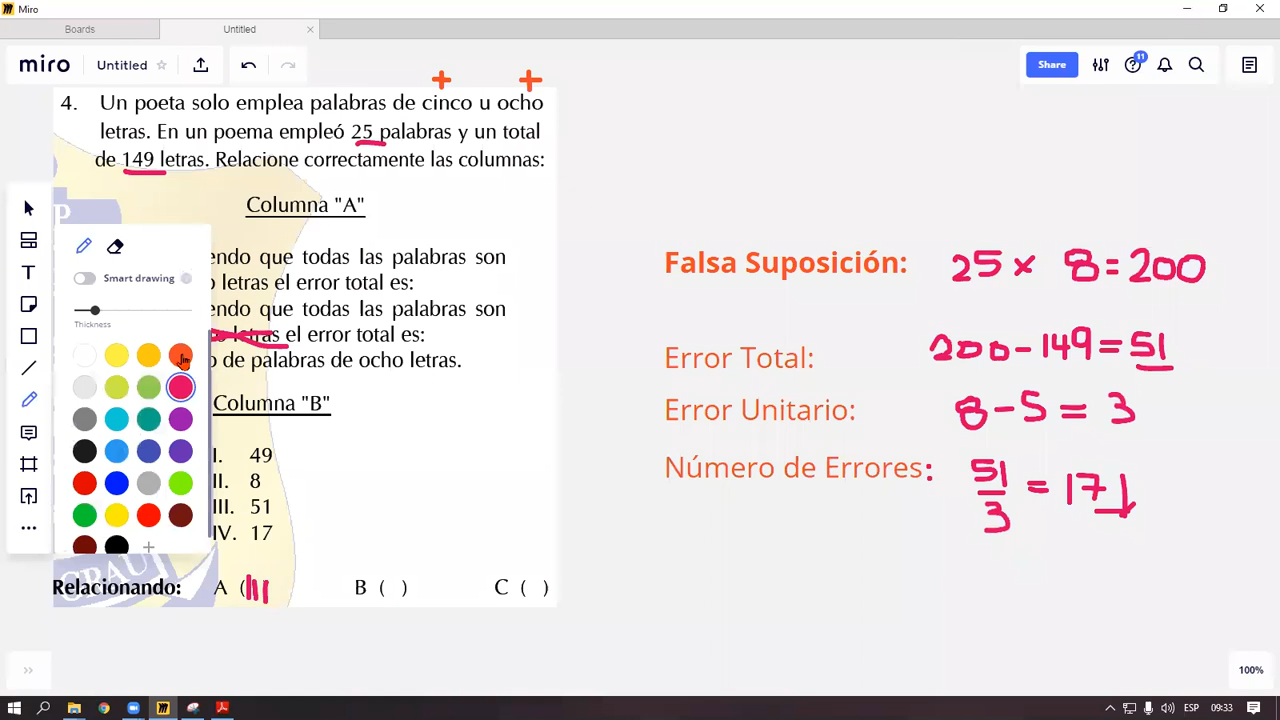 Miro
Boards
Untitled
miro
Untitled
Share
11
4. Un poeta solo emplea palabras de cinco u ocho
letras. En un poema empleó 25 palabras y un total
de 149 letras. Relacione correctamente las columnas:
Columna "A"
endo que todas las palabras son
o letras el error total es:
endo que todas las palabras son
letras el error total es:
o de palabras de ocho letras.
Columna "B"
I. 49
II. 8
III. 51
IV. 17
Relacionando: A (III B ( ) C ( )
Smart drawing
Thickness
Falsa Suposición: 25 × 8 = 200
Error Total: 200 - 149 = 51
Error Unitario: 8 - 5 = 3
Número de Errores: 51/3 = 17
100%
ESP
09:33